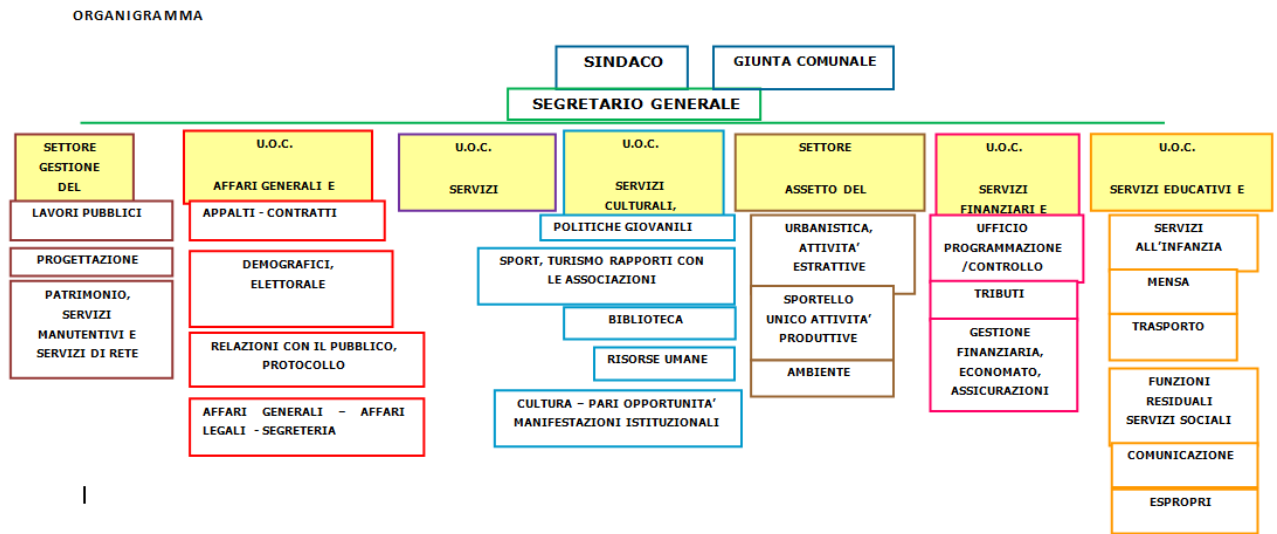 ORGANIGRAMMA
SINDACO
GIUNTA COMUNALE
SEGRETARIO GENERALE
SETTORE
GESTIONE
DEL
LAVORI PUBBLICI
PROGETTAZIONE
PATRIMONIO,
SERVIZI
MANUTENTIVI E
SERVIZI DI RETE
U.O.C.
AFFARI GENERALI E
APPALTI - CONTRATTI
DEMOGRAFICI,
ELETTORALE
RELAZIONI CON IL PUBBLICO,
PROTOCOLLO
AFFARI GENERALI – AFFARI
LEGALI - SEGRETERIA
U.O.C.
SERVIZI
U.O.C.
SERVIZI
CULTURALI,
POLITICHE GIOVANILI
SPORT, TURISMO RAPPORTI CON
LE ASSOCIAZIONI
BIBLIOTECA
RISORSE UMANE
CULTURA – PARI OPPORTUNITA’
MANIFESTAZIONI ISTITUZIONALI
SETTORE
ASSETTO DEL
URBANISTICA,
ATTIVITA’
ESTRATTIVE
SPORTELLO
UNICO ATTIVITA’
PRODUTTIVE
AMBIENTE
U.O.C.
SERVIZI
FINANZIARI E
UFFICIO
PROGRAMMAZIONE
/CONTROLLO
TRIBUTI
GESTIONE
FINANZIARIA,
ECONOMATO,
ASSICURAZIONI
U.O.C.
SERVIZI EDUCATIVI E
SERVIZI
ALL’INFANZIA
MENSA
TRASPORTO
FUNZIONI
RESIDUALI
SERVIZI SOCIALI
COMUNICAZIONE
ESPROPRI